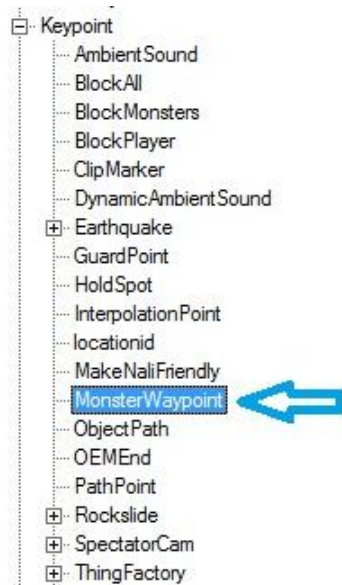 Keypoint
AmbientSound
BlockAll
BlockMonsters
BlockPlayer
ClipMarker
DynamicAmbientSound
Earthquake
GuardPoint
HoldSpot
InterpolationPoint
locationid
MakeNaliFriendly
MonsterWaypoint
ObjectPath
OEMEnd
PathPoint
Rockslide
SpectatorCam
ThingFactory